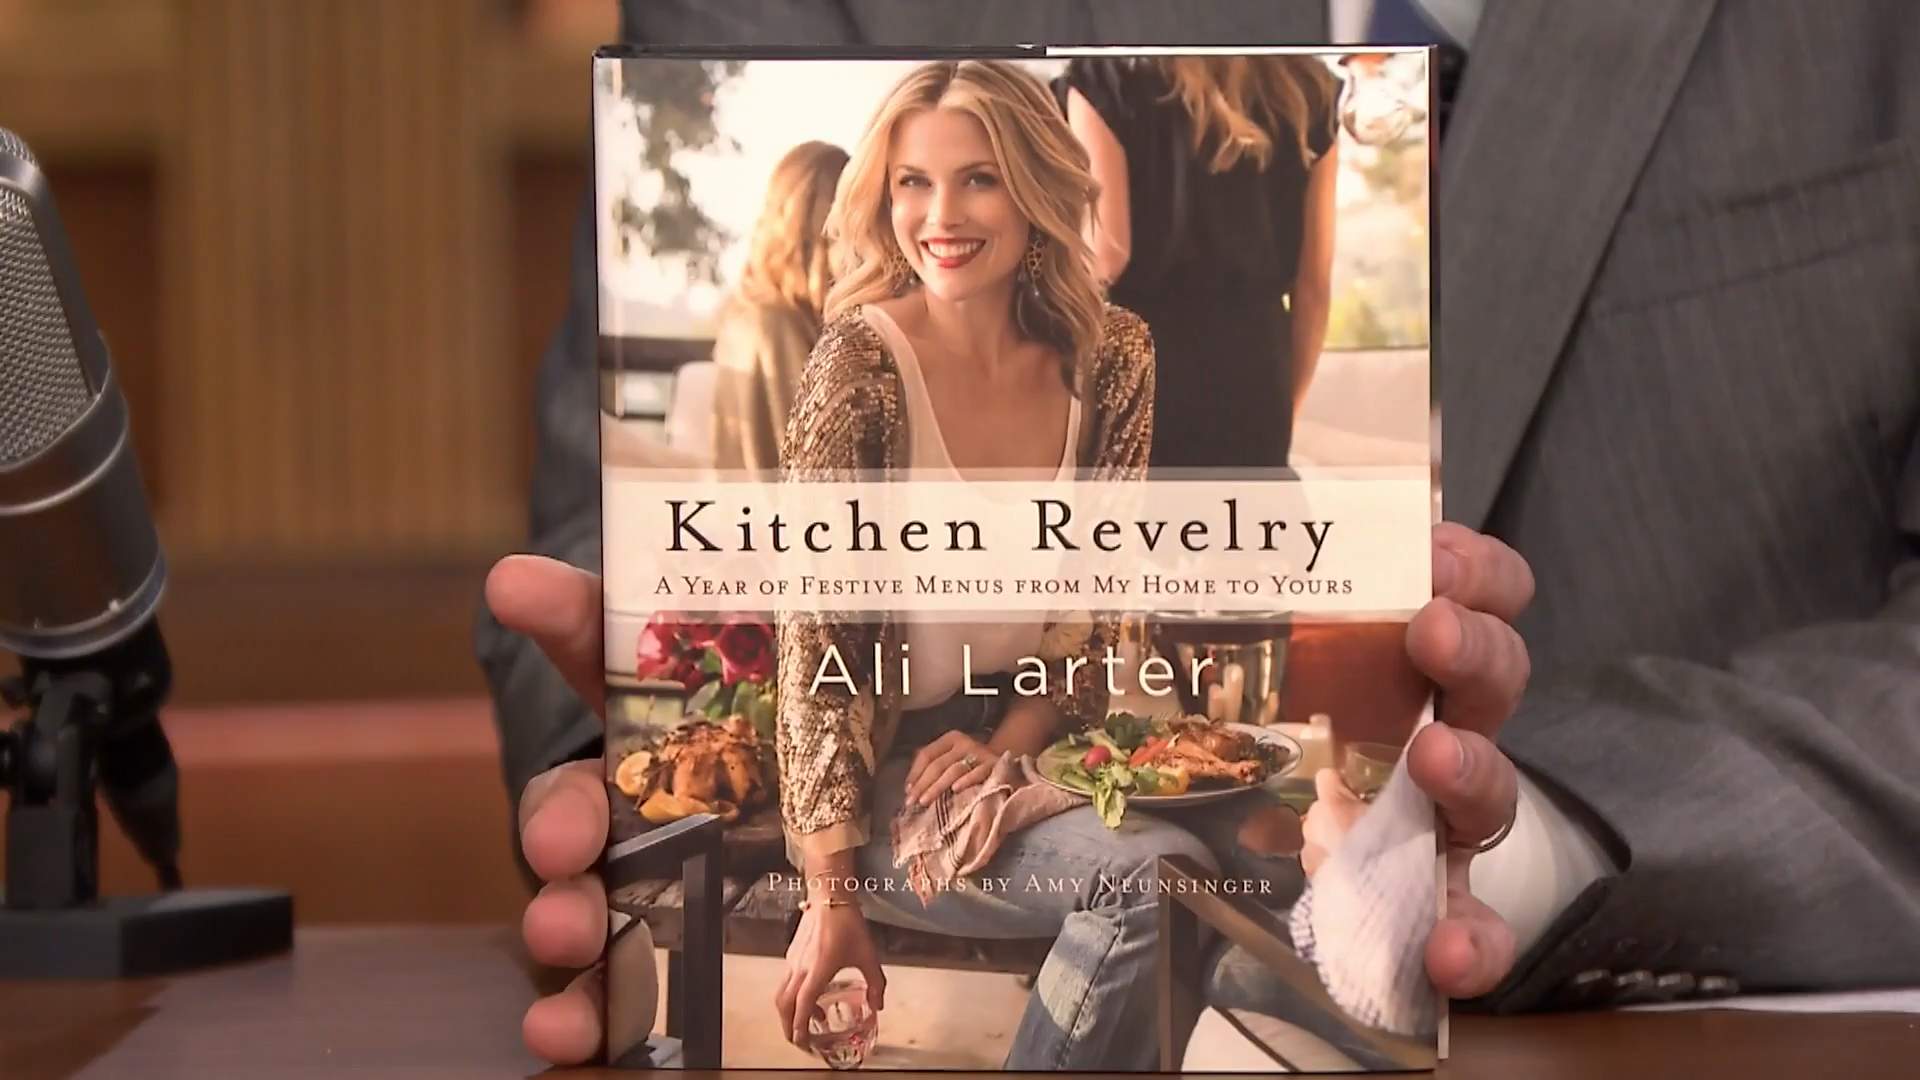 Kitchen Revelry
A Year of Festive Menus from My Home to Yours
Ali Larter
Photographs by Amy Neunsinger